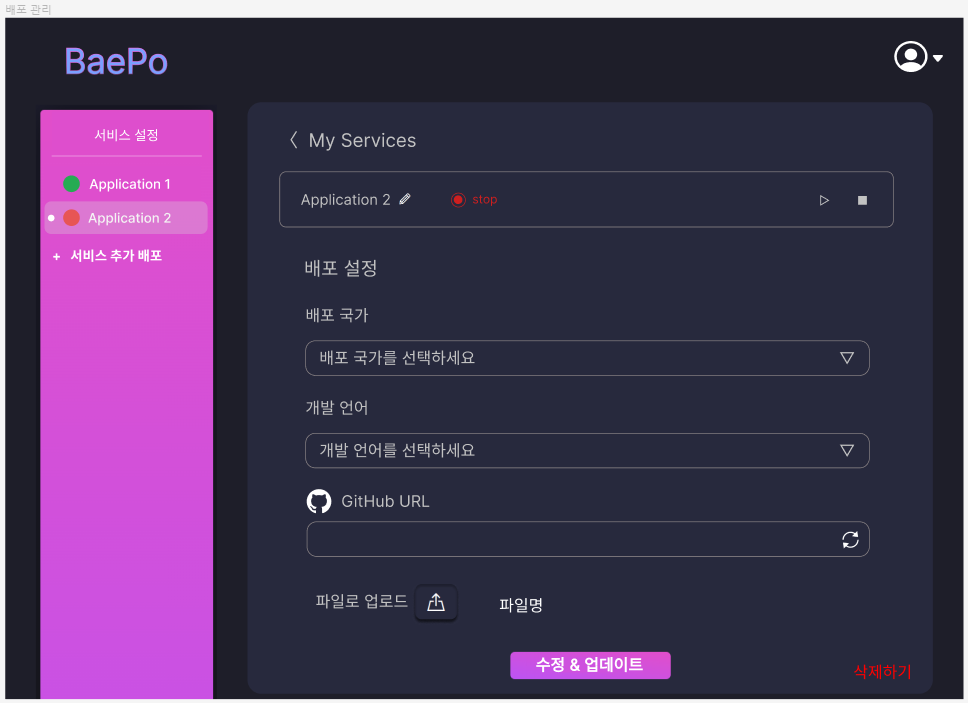 배포 관리
BaePo
서비스 설정
Application 1
Application 2
+ 서비스 추가 배포
My Services
Application 2
stop
배포 설정
배포 국가
배포 국가를 선택하세요
개발 언어
개발 언어를 선택하세요
GitHub URL
파일로 업로드
파일명
수정 & 업데이트
삭제하기